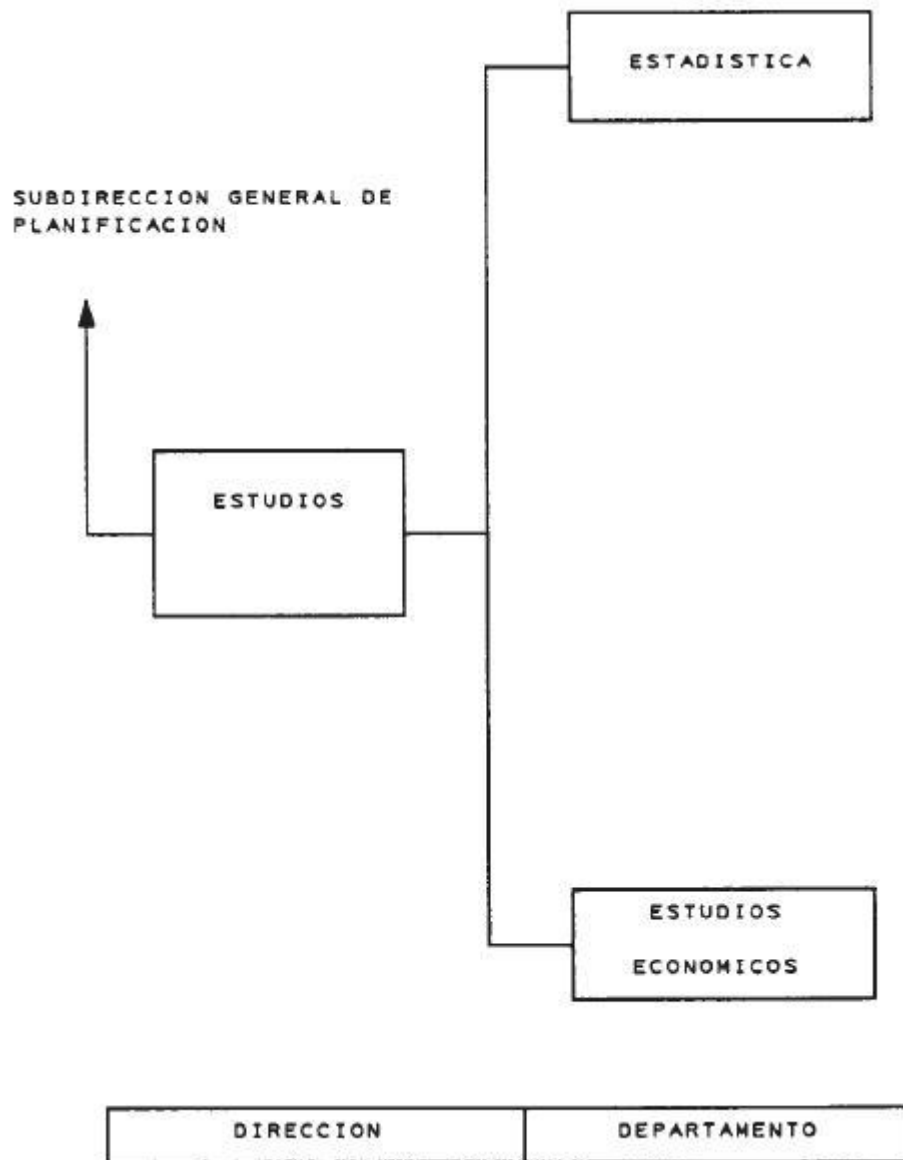 ESTADISTICA
SUBDIRECCION GENERAL DE
PLANIFICACION
ESTUDIOS
ESTUDIOS
ECONOMICOS
DIRECCION
DEPARTAMENTO